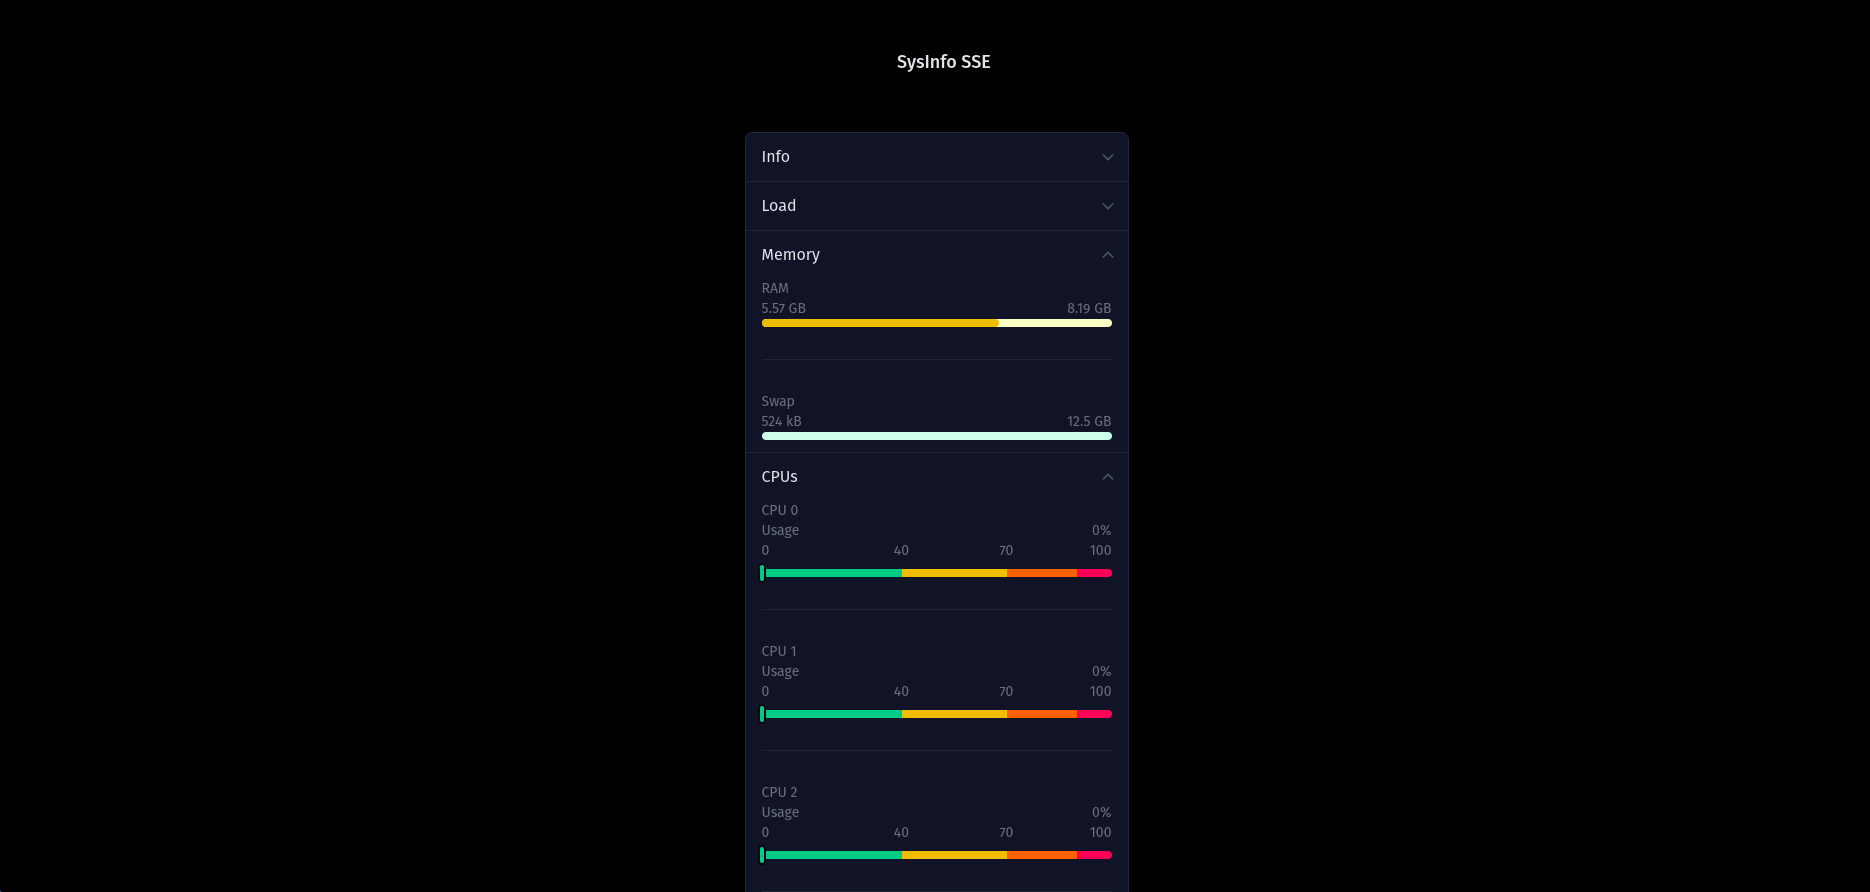 SysInfo SSE
Info
Load
Memory
RAM
5.57 GB 8.19 GB
Swap
524 kB 12.5 GB
CPUs
CPU 0
Usage 0%
0 40 70 100
CPU 1
Usage 0%
0 40 70 100
CPU 2
Usage 0%
0 40 70 100